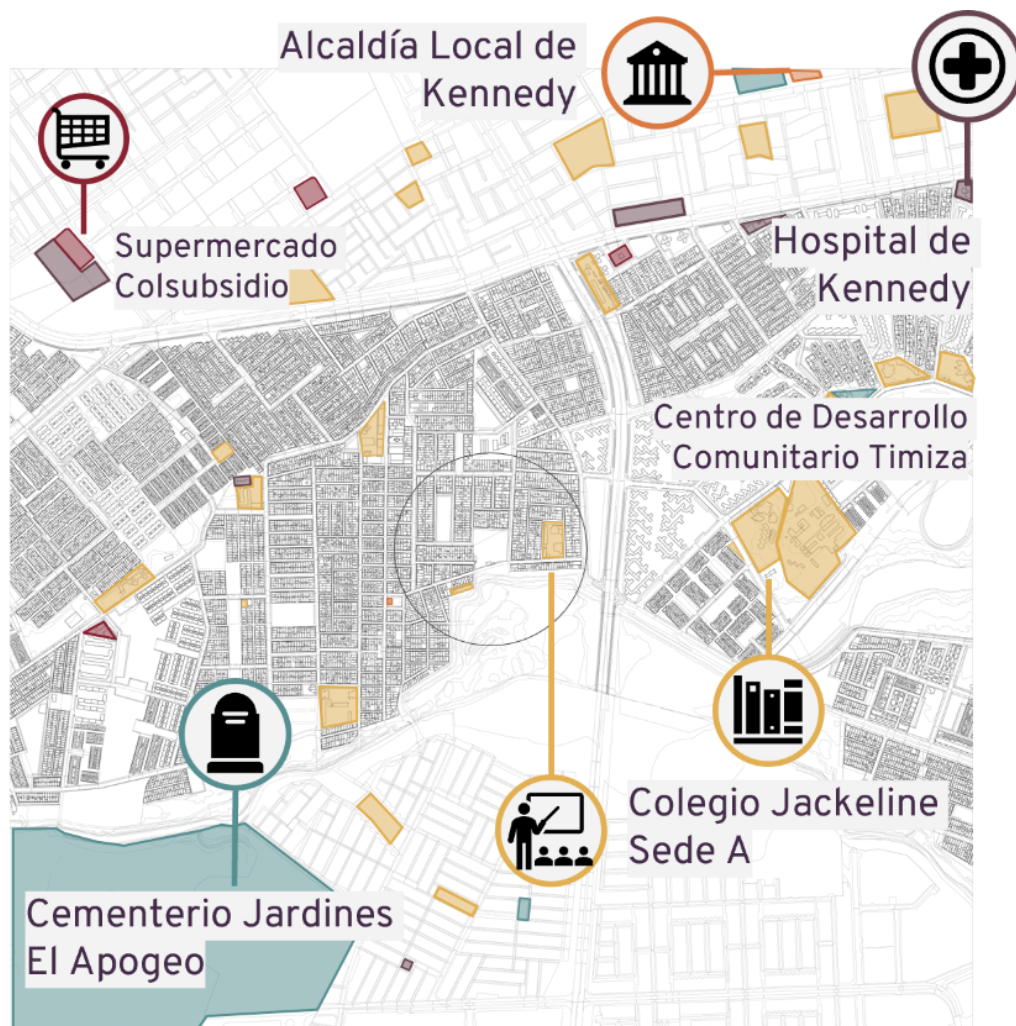 Alcaldía Local de
Kennedy
Supermercado
Colsubsidio
Hospital de
Kennedy
Centro de Desarrollo
Comunitario Timiza
Colegio Jackeline
Sede A
Cementerio Jardines
El Apogeo